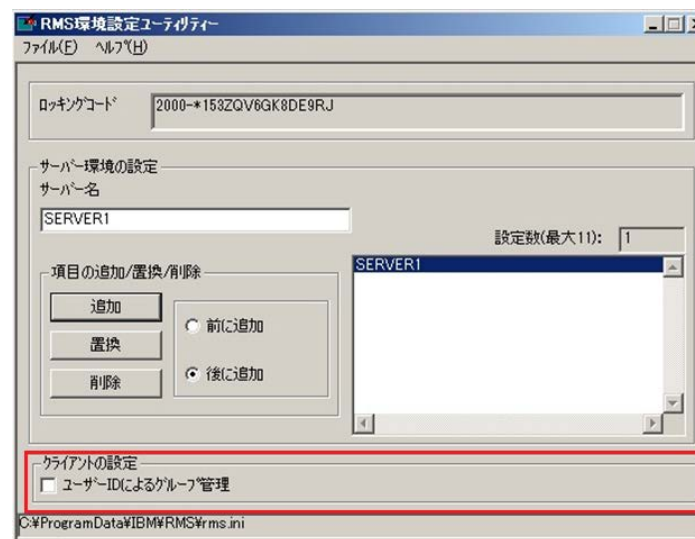 RMS環境設定ユーティリティー
ファイル(F) ヘルプ(H)
ロッキングコード 2000-*153ZQV6GK8DE9RJ
サーバー環境の設定
サーバー名
SERVER1
設定数(最大11): 1
SERVER1
項目の追加/置換/削除
追加
置換
削除
前に追加
後に追加
クライアントの設定
ユーザーIDによるグループ管理
C:¥ProgramData¥IBM¥RMS¥rms.ini